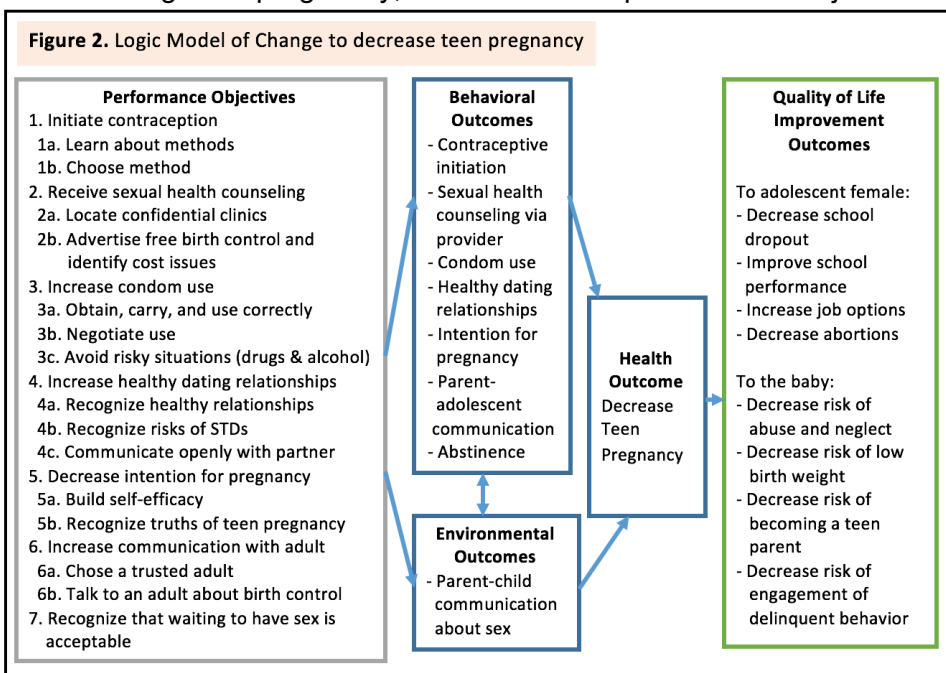 Figure 2. Logic Model of Change to decrease teen pregnancy
Performance Objectives
1. Initiate contraception
1a. Learn about methods
1b. Choose method
2. Receive sexual health counseling
2a. Locate confidential clinics
2b. Advertise free birth control and
identify cost issues
3. Increase condom use
3a. Obtain, carry, and use correctly
3b. Negotiate use
3c. Avoid risky situations (drugs & alcohol)
4. Increase healthy dating relationships
4a. Recognize healthy relationships
4b. Recognize risks of STDs
4c. Communicate openly with partner
5. Decrease intention for pregnancy
5a. Build self-efficacy
5b. Recognize truths of teen pregnancy
6. Increase communication with adult
6a. Chose a trusted adult
6b. Talk to an adult about birth control
7. Recognize that waiting to have sex is
acceptable
Behavioral
Outcomes
- Contraceptive
initiation
- Sexual health
counseling via
provider
- Condom use
- Healthy dating
relationships
- Intention for
pregnancy
- Parent-
adolescent
communication
- Abstinence
Environmental
Outcomes
- Parent-child
communication
about sex
Health
Outcome
Decrease
Teen
Pregnancy
Quality of Life
Improvement
Outcomes
To adolescent female:
- Decrease school
dropout
- Improve school
performance
- Increase job options
- Decrease abortions
To the baby:
- Decrease risk of
abuse and neglect
- Decrease risk of low
birth weight
- Decrease risk of
becoming a teen
parent
- Decrease risk of
engagement of
delinquent behavior